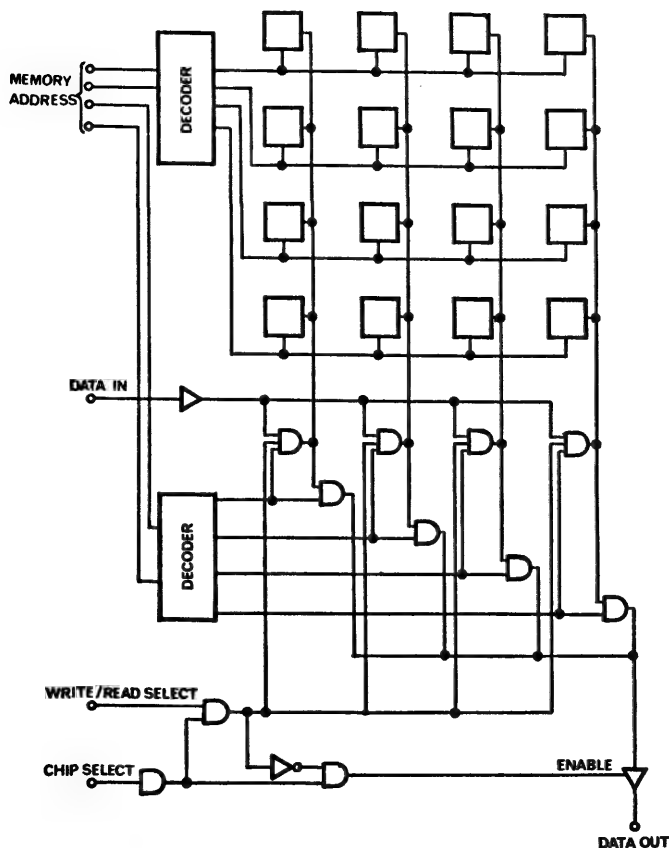 MEMORY
ADDRESS
DECODER
DATA IN
DECODER
WRITE/READ SELECT
CHIP SELECT
ENABLE
DATA OUT